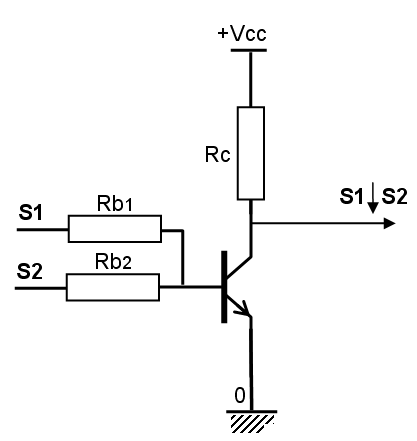 +Vcc
Rc
S1↓S2
S1
Rb1
S2
Rb2
0